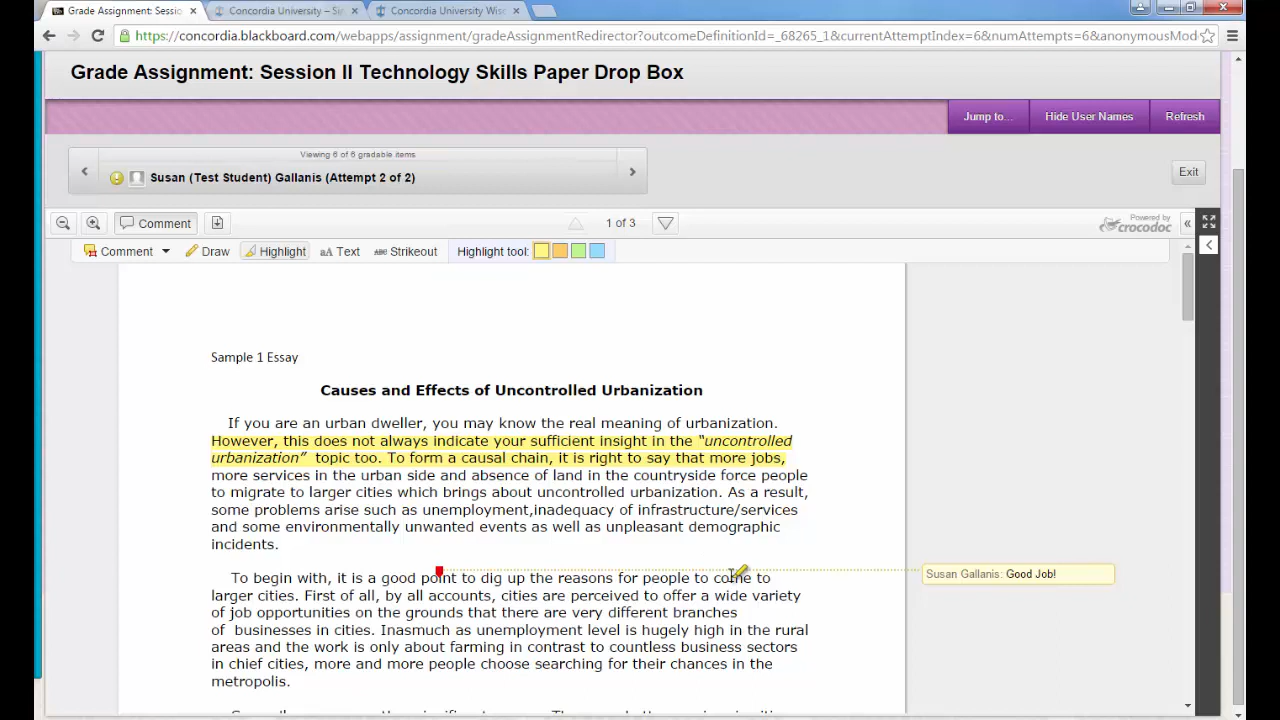 Grade Assignment: Sessio
Concordia University – Si
Concordia University Wisc
https://concordia.blackboard.com/webapps/assignment/gradeAssignmentRedirector?outcomeDefinitionId=_68265_1&currentAttemptIndex=6&numAttempts=6&anonymousMod
Grade Assignment: Session II Technology Skills Paper Drop Box
Jump to... Hide User Names Refresh
Viewing 6 of 6 gradable items
Susan (Test Student) Gallanis (Attempt 2 of 2)
Exit
Comment 1 of 3
Powered by
crocodoc
Comment Draw Highlight aA Text ABC Strikeout Highlight tool:
Sample 1 Essay
Causes and Effects of Uncontrolled Urbanization
If you are an urban dweller, you may know the real meaning of urbanization.
However, this does not always indicate your sufficient insight in the “uncontrolled
urbanization” topic too. To form a causal chain, it is right to say that more jobs,
more services in the urban side and absence of land in the countryside force people
to migrate to larger cities which brings about uncontrolled urbanization. As a result,
some problems arise such as unemployment,inadequacy of infrastructure/services
and some environmentally unwanted events as well as unpleasant demographic
incidents.
To begin with, it is a good point to dig up the reasons for people to come to
larger cities. First of all, by all accounts, cities are perceived to offer a wide variety
of job opportunities on the grounds that there are very different branches
of businesses in cities. Inasmuch as unemployment level is hugely high in the rural
areas and the work is only about farming in contrast to countless business sectors
in chief cities, more and more people choose searching for their chances in the
metropolis.
Susan Gallanis: Good Job!